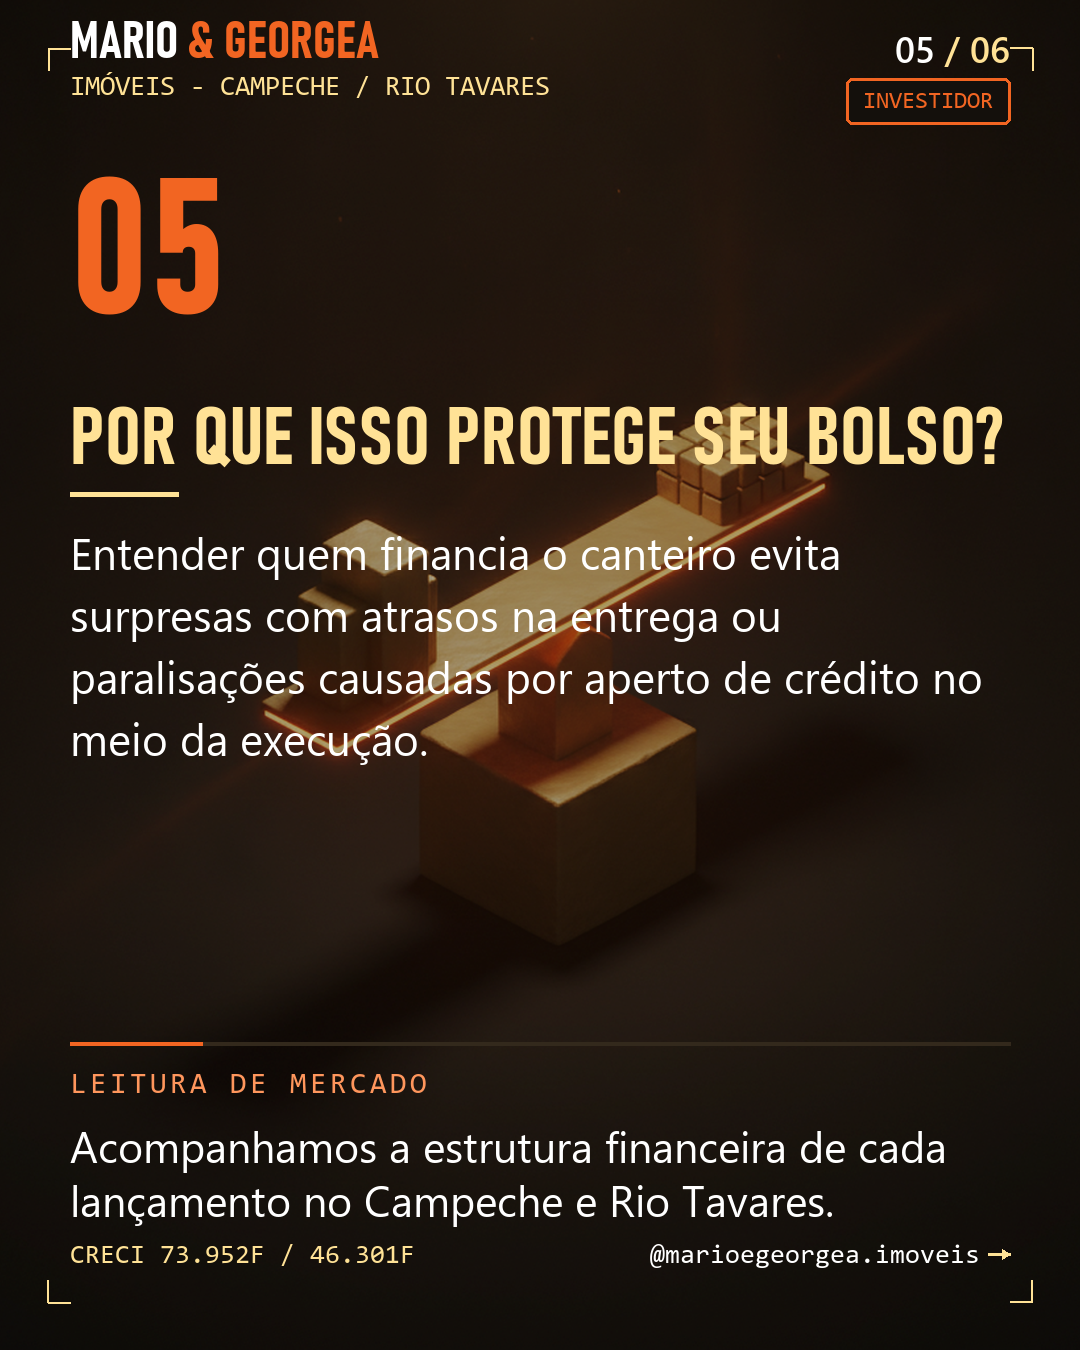 MARIO & GEORGEA
IMÓVEIS - CAMPECHE / RIO TAVARES
05 / 06
INVESTIDOR
05
POR QUE ISSO PROTEGE SEU BOLSO?
Entender quem financia o canteiro evita
surpresas com atrasos na entrega ou
paralisações causadas por aperto de crédito no
meio da execução.
LEITURA DE MERCADO
Acompanhamos a estrutura financeira de cada
lançamento no Campeche e Rio Tavares.
CRECI 73.952F / 46.301F
@marioegeorgea.imoveis →